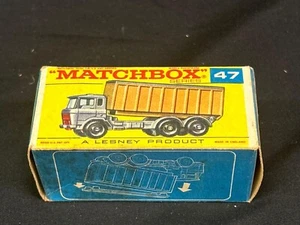 "MATCHBOX"
SERIES
47
A LESNEY PRODUCT